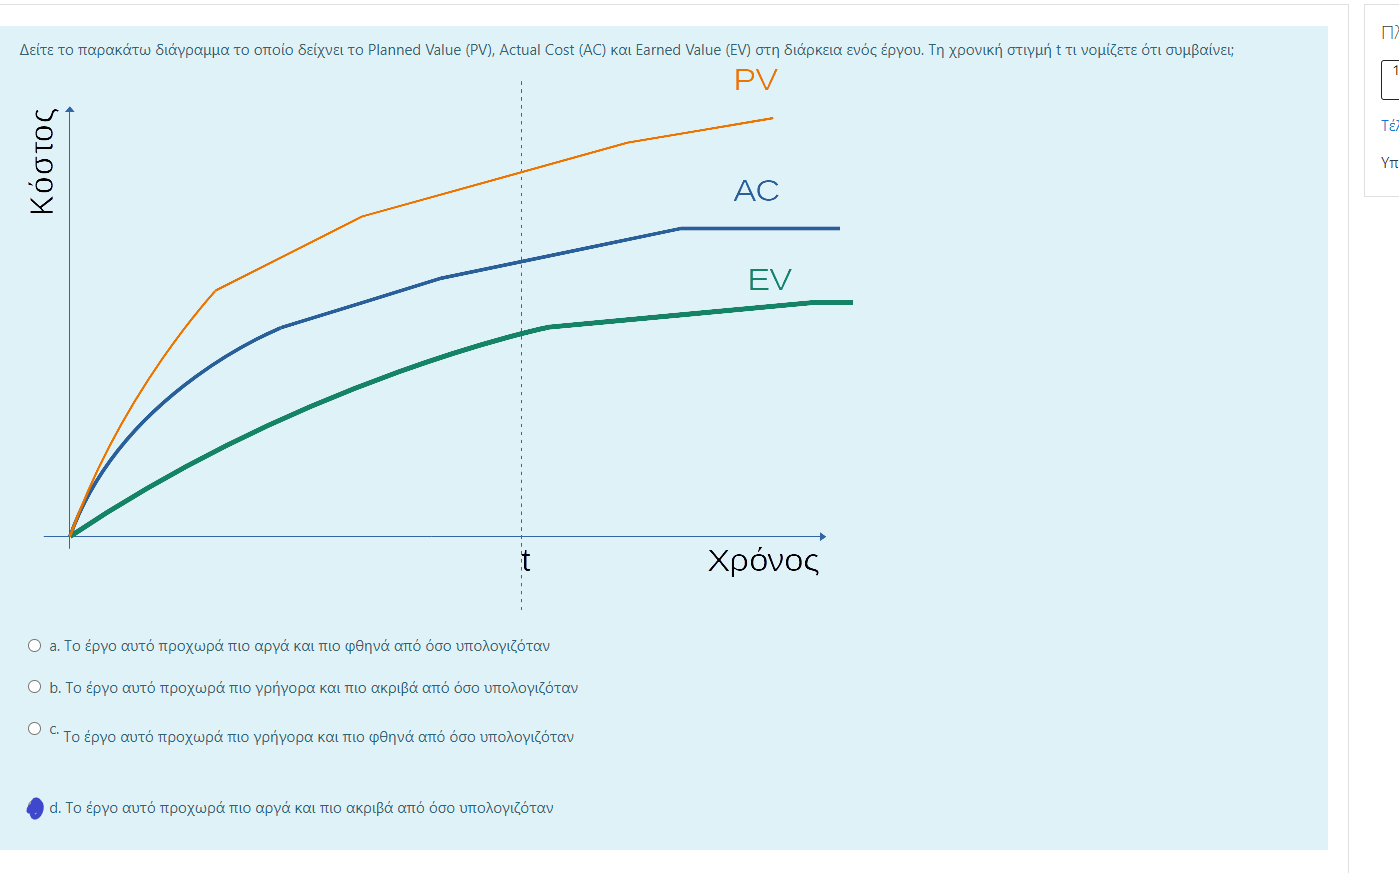 Δείτε το παρακάτω διάγραμμα το οποίο δείχνει το Planned Value (PV), Actual Cost (AC) και Earned Value (EV) στη διάρκεια ενός έργου. Τη χρονική στιγμή t τι νομίζετε ότι συμβαίνει;
PV
Κόστος
AC
EV
t
Χρόνος
a. Το έργο αυτό προχωρά πιο αργά και πιο φθηνά από όσο υπολογιζόταν
b. Το έργο αυτό προχωρά πιο γρήγορα και πιο ακριβά από όσο υπολογιζόταν
c. Το έργο αυτό προχωρά πιο γρήγορα και πιο φθηνά από όσο υπολογιζόταν
d. Το έργο αυτό προχωρά πιο αργά και πιο ακριβά από όσο υπολογιζόταν